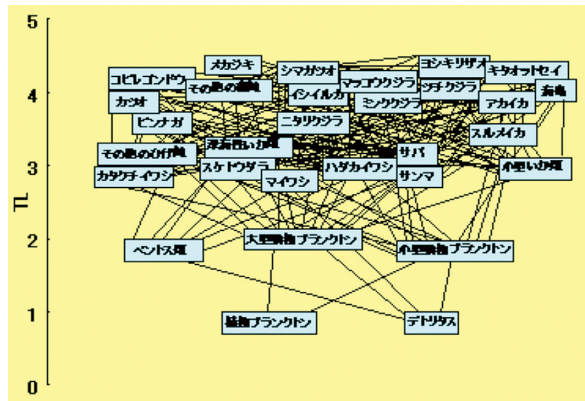 5
メカジキ
ヨシキリザメ
シマガツオ
キタオットセイ
コビレゴンドウ
マッコウクジラ
その他の鯨類
イシイルカ
ツチクジラ
海亀
4
カツオ
ミンククジラ
アカイカ
ビンナガ
ニタリクジラ
スルメイカ
その他のひげ鯨
深海性いか類
サバ
3
カタクチイワシ
スケトウダラ
マイワシ
ハダカイワシ
サンマ
小型いか類
TL
2
ベントス類
大型動物プランクトン
小型動物プランクトン
1
植物プランクトン
デトリタス
0